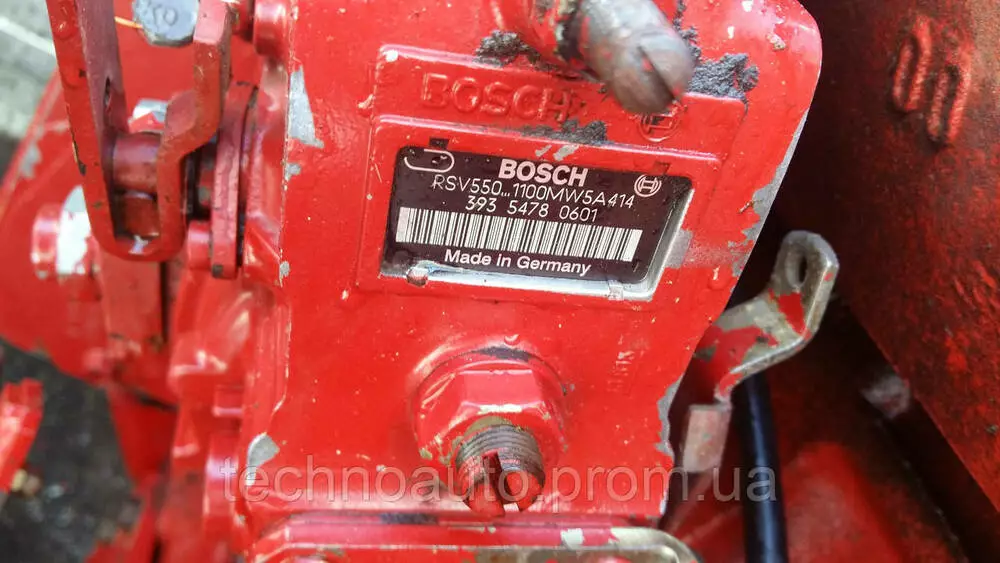 BOSCH
BOSCH
RSV550...1100MW5A414
393 5478 0601
Made in Germany
technoauto.prom.ua